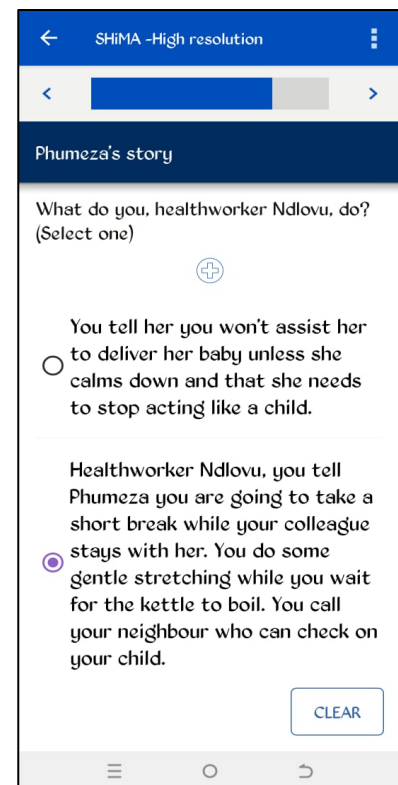 SHiMA -High resolution
Phumeza's story
What do you, healthworker Ndlovu, do?
(Select one)
You tell her you won't assist her
to deliver her baby unless she
calms down and that she needs
to stop acting like a child.
Healthworker Ndlovu, you tell
Phumeza you are going to take a
short break while your colleague
stays with her. You do some
gentle stretching while you wait
for the kettle to boil. You call
your neighbour who can check on
your child.
CLEAR